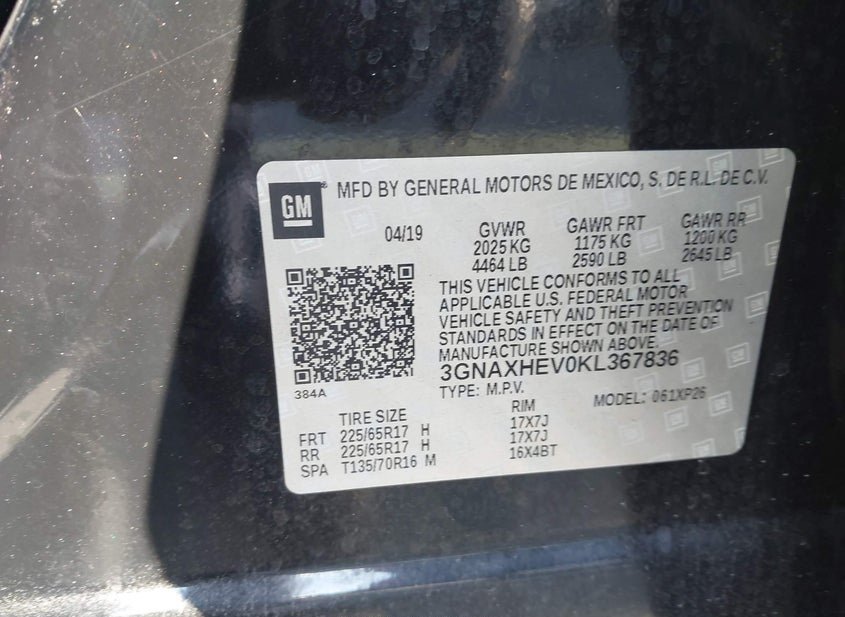 GM
MFD BY GENERAL MOTORS DE MEXICO, S. DE R.L. DE C.V.
04/19 GVWR GAWR FRT GAWR RR
2025 KG 1175 KG 1200 KG
4464 LB 2590 LB 2645 LB
THIS VEHICLE CONFORMS TO ALL
APPLICABLE U.S. FEDERAL MOTOR
VEHICLE SAFETY AND THEFT PREVENTION
STANDARDS IN EFFECT ON THE DATE OF
MANUFACTURE SHOWN ABOVE.
3GNAXHEV0KL367836
384A
TYPE: M.P.V. MODEL: 061XP26
TIRE SIZE RIM
FRT 225/65R17 H 17X7J
RR 225/65R17 H 17X7J
SPA T135/70R16 M 16X4BT